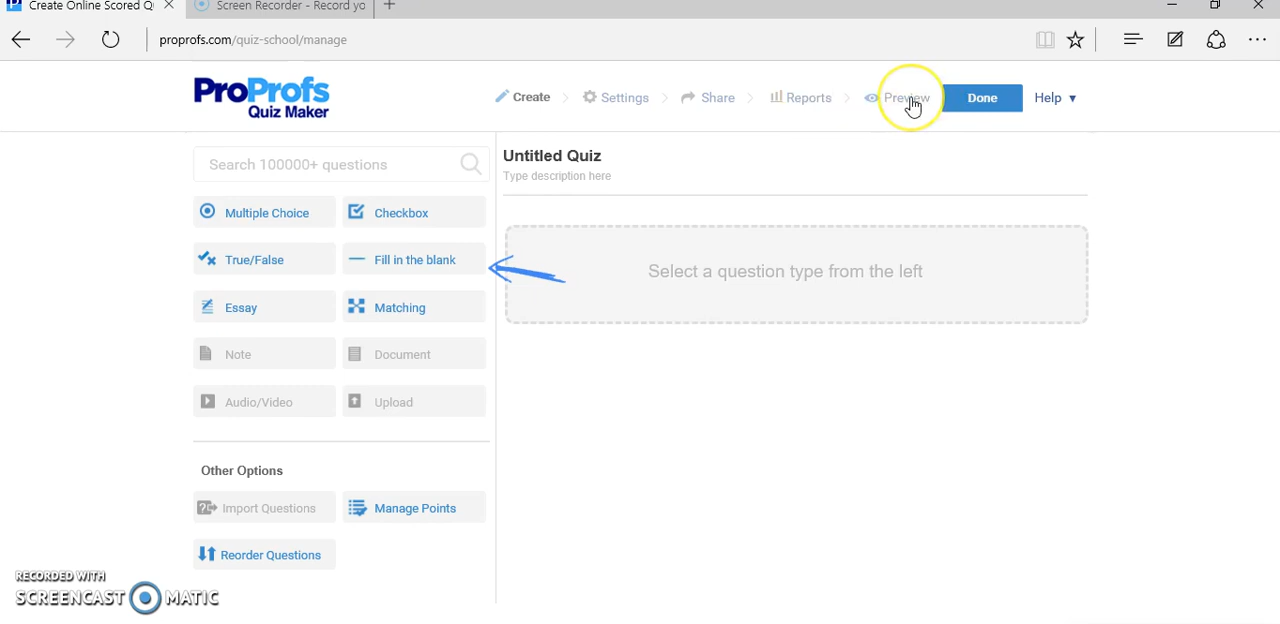 Create Online Scored Q
Screen Recorder - Record yo
proprofs.com/quiz-school/manage
ProProfs
Quiz Maker
Create
Settings
Share
Reports
Preview
Done
Help
Search 100000+ questions
Untitled Quiz
Type description here
Multiple Choice
Checkbox
True/False
Fill in the blank
Select a question type from the left
Essay
Matching
Note
Document
Audio/Video
Upload
Other Options
Import Questions
Manage Points
Reorder Questions
RECORDED WITH
SCREENCAST MATIC